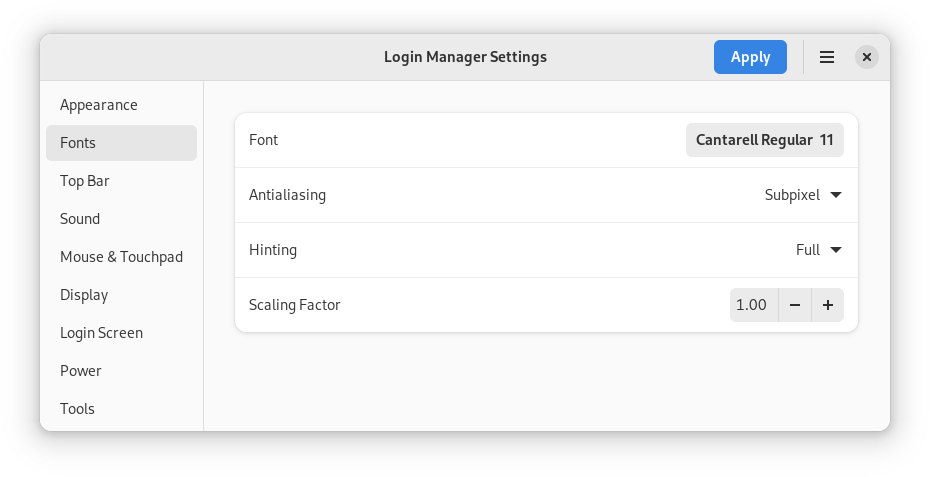 Login Manager Settings
Apply
Appearance
Fonts
Top Bar
Sound
Mouse & Touchpad
Display
Login Screen
Power
Tools
Font
Cantarell Regular 11
Antialiasing
Subpixel
Hinting
Full
Scaling Factor
1.00